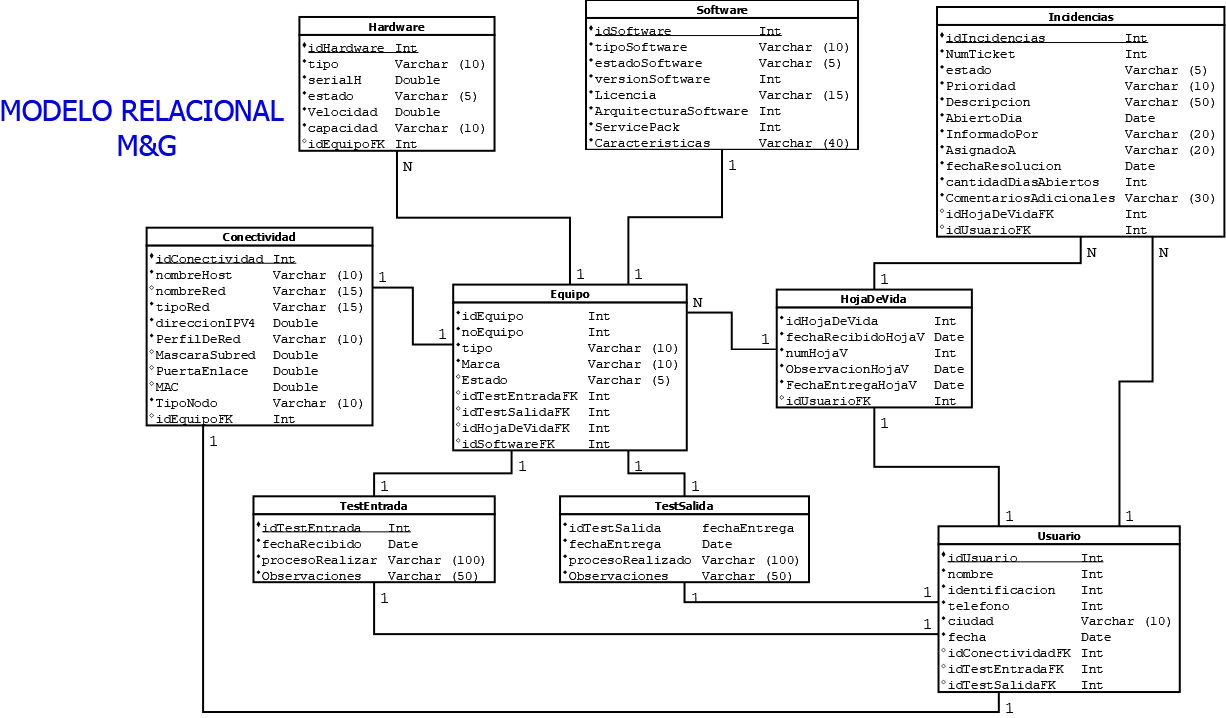 MODELO RELACIONAL
M&G
Hardware
idHardware Int
tipo Varchar (10)
serialH Double
estado Varchar (5)
Velocidad Double
capacidad Varchar (10)
idEquipoFK Int
N
1
Software
idSoftware Int
tipoSoftware Varchar (10)
estadoSoftware Varchar (5)
versionSoftware Int
Licencia Varchar (15)
ArquitecturaSoftware Int
ServicePack Int
Caracteristicas Varchar (40)
1
1
Incidencias
idIncidencias Int
NumTicket Int
estado Varchar (5)
Prioridad Varchar (10)
Descripcion Varchar (50)
AbiertoDia Date
InformadoPor Varchar (20)
AsignadoA Varchar (20)
fechaResolucion Date
cantidadDiasAbiertos Int
ComentariosAdicionales Varchar (30)
idHojaDeVidaFK Int
idUsuarioFK Int
N
N
1
1
Conectividad
idConectividad Int
nombreHost Varchar (10)
nombreRed Varchar (15)
tipoRed Varchar (15)
direccionIPV4 Double
PerfilDeRed Varchar (10)
MascaraSubred Double
PuertaEnlace Double
MAC Double
TipoNodo Varchar (10)
idEquipoFK Int
1
1
1
Equipo
idEquipo Int
noEquipo Int
tipo Varchar (10)
Marca Varchar (10)
Estado Varchar (5)
idTestEntradaFK Int
idTestSalidaFK Int
idHojaDeVidaFK Int
idSoftwareFK Int
N
1
1
1
1
1
HojaDeVida
idHojaDeVida Int
fechaRecibidoHojaV Date
numHojaV Int
ObservacionHojaV Date
FechaEntregaHojaV Date
idUsuarioFK Int
1
1
TestEntrada
idTestEntrada Int
fechaRecibido Date
procesoRealizar Varchar (100)
Observaciones Varchar (50)
1
1
TestSalida
idTestSalida fechaEntrega
fechaEntrega Date
procesoRealizado Varchar (100)
Observaciones Varchar (50)
1
1
Usuario
idUsuario Int
nombre Int
identificacion Int
telefono Int
ciudad Varchar (10)
fecha Date
idConectividadFK Int
idTestEntradaFK Int
idTestSalidaFK Int
1